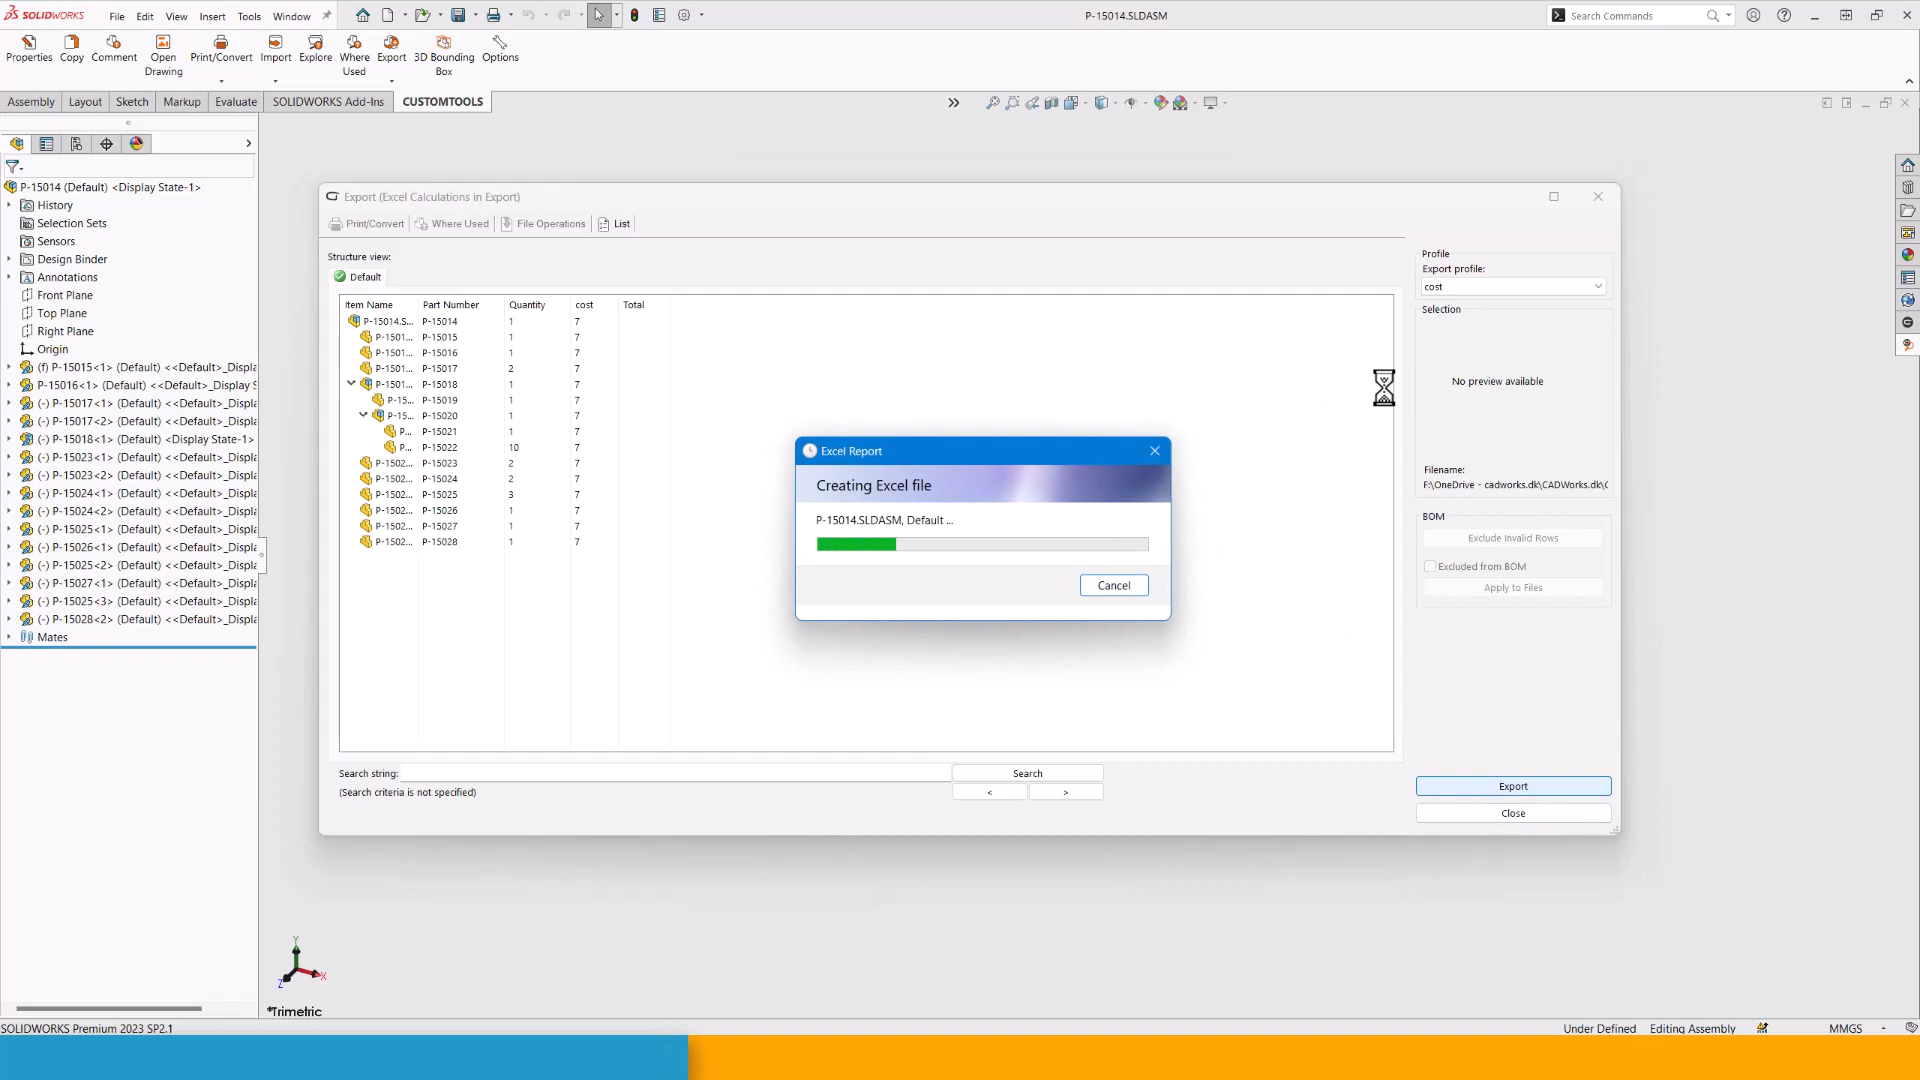 SOLIDWORKS File Edit View Insert Tools Window P-15014.SLDASM Search Commands
Properties Copy Comment Open Drawing Print/Convert Import Explore Where Used Export 3D Bounding Box Options
Assembly Layout Sketch Markup Evaluate SOLIDWORKS Add-Ins CUSTOMTOOLS
P-15014 (Default) <Display State-1>
History
Selection Sets
Sensors
Design Binder
Annotations
Front Plane
Top Plane
Right Plane
Origin
(f) P-15015<1> (Default) <<Default>_Displa
P-15016<1> (Default) <<Default>_Display S
(-) P-15017<1> (Default) <<Default>_Displa
(-) P-15017<2> (Default) <<Default>_Displa
(-) P-15018<1> (Default) <Display State-1>
(-) P-15023<1> (Default) <<Default>_Displa
(-) P-15023<2> (Default) <<Default>_Displa
(-) P-15024<1> (Default) <<Default>_Displa
(-) P-15024<2> (Default) <<Default>_Displa
(-) P-15025<1> (Default) <<Default>_Displa
(-) P-15026<1> (Default) <<Default>_Displa
(-) P-15025<2> (Default) <<Default>_Displa
(-) P-15027<1> (Default) <<Default>_Displa
(-) P-15025<3> (Default) <<Default>_Displa
(-) P-15028<2> (Default) <<Default>_Displa
Mates
Export (Excel Calculations in Export)
Print/Convert Where Used File Operations List
Structure view:
Default
Item Name Part Number Quantity cost Total
P-15014.S... P-15014 1 7
P-1501... P-15015 1 7
P-1501... P-15016 1 7
P-1501... P-15017 2 7
P-1501... P-15018 1 7
P-15... P-15019 1 7
P-15... P-15020 1 7
P... P-15021 1 7
P... P-15022 10 7
P-1502... P-15023 2 7
P-1502... P-15024 2 7
P-1502... P-15025 3 7
P-1502... P-15026 1 7
P-1502... P-15027 1 7
P-1502... P-15028 1 7
Search string:
Search
(Search criteria is not specified)
< >
Excel Report
Creating Excel file
P-15014.SLDASM, Default ...
Cancel
Profile
Export profile:
cost
Selection
No preview available
Filename:
F:\OneDrive - cadworks.dk\CADWorks.dk\C
BOM
Exclude Invalid Rows
Excluded from BOM
Apply to Files
Export
Close
Y
X
Z
*Trimetric
SOLIDWORKS Premium 2023 SP2.1 Under Defined Editing Assembly MMGS